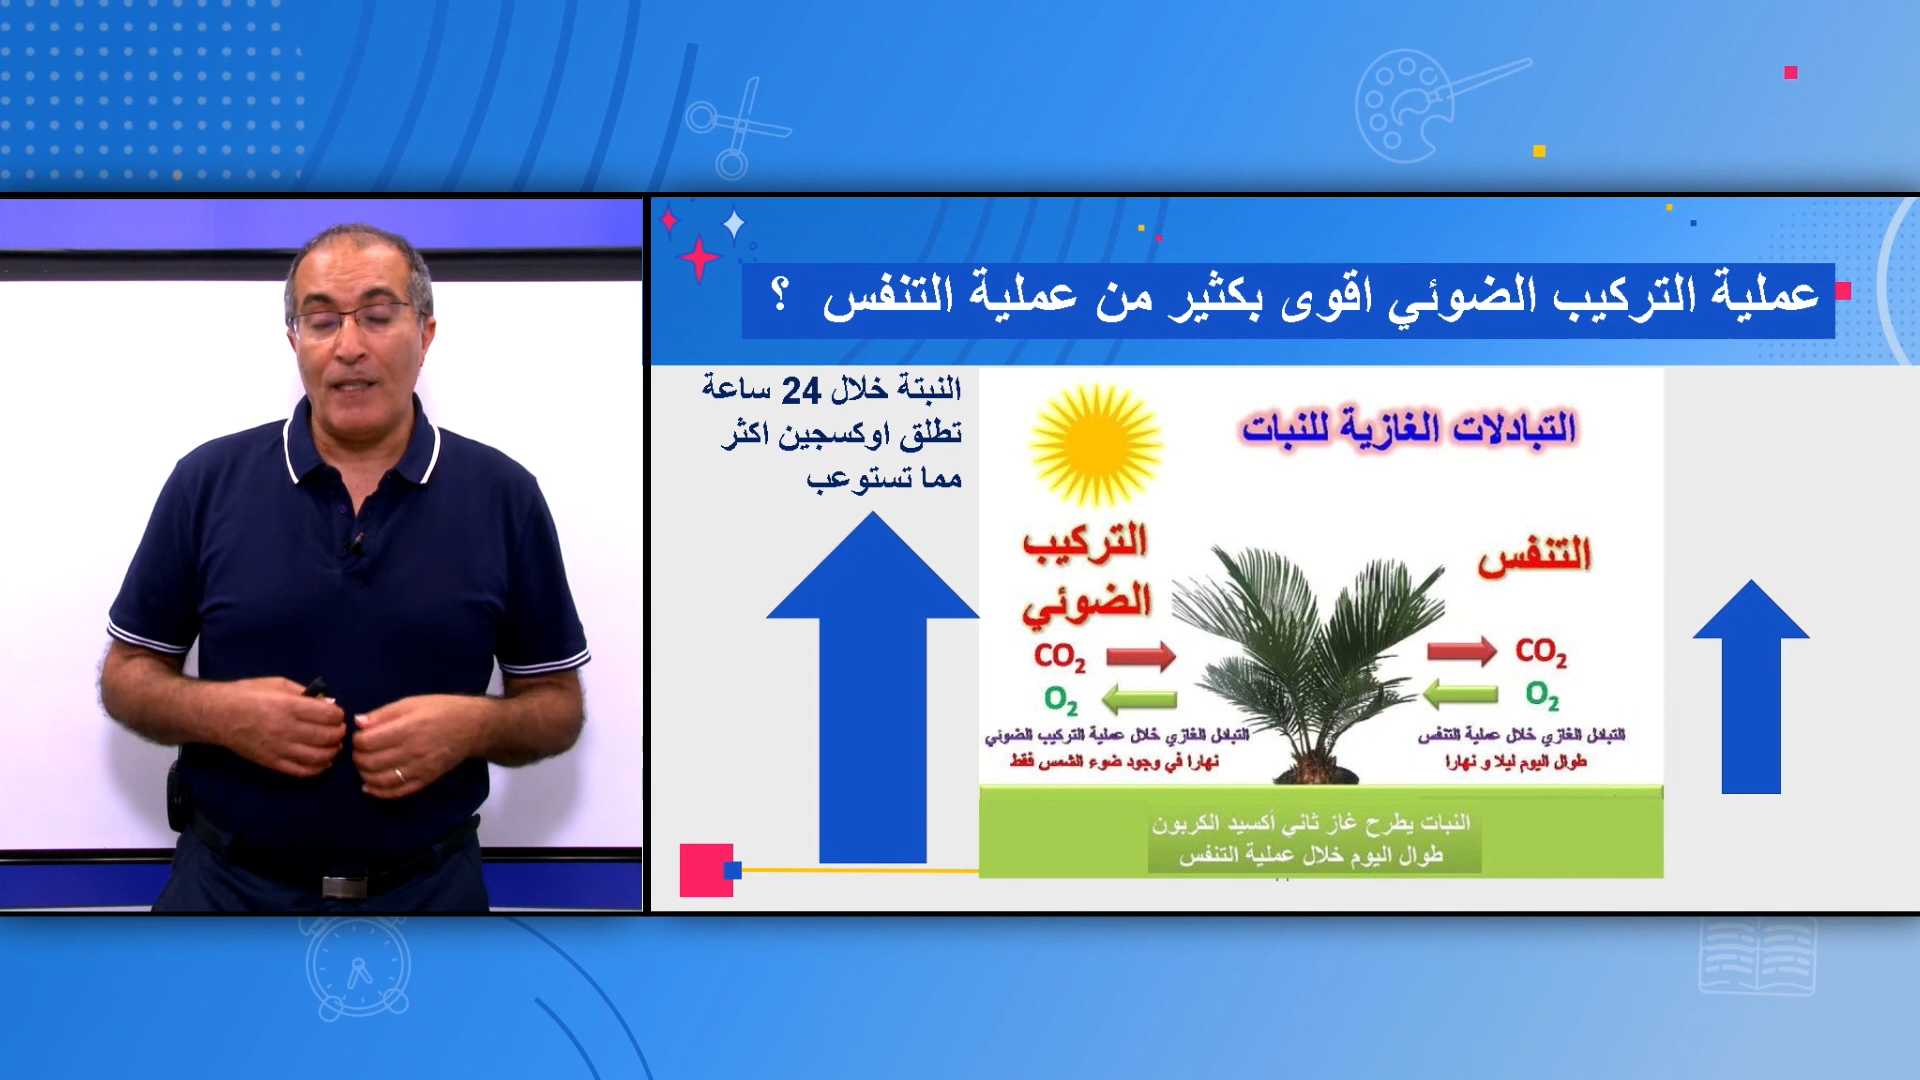 عملية التركيب الضوئي اقوى بكثير من عملية التنفس ؟
النبتة خلال 24 ساعة
تطلق اوكسجين اكثر
مما تستوعب
التبادلات الغازية للنبات
التنفس
CO2
O2
التبادل الغازي خلال عملية التنفس
طوال اليوم ليلا و نهارا
التركيب
الضوئي
CO2
O2
التبادل الغازي خلال عملية التركيب الضوئي
نهارا في وجود ضوء الشمس فقط
النبات يطرح غاز ثاني أكسيد الكربون
طوال اليوم خلال عملية التنفس